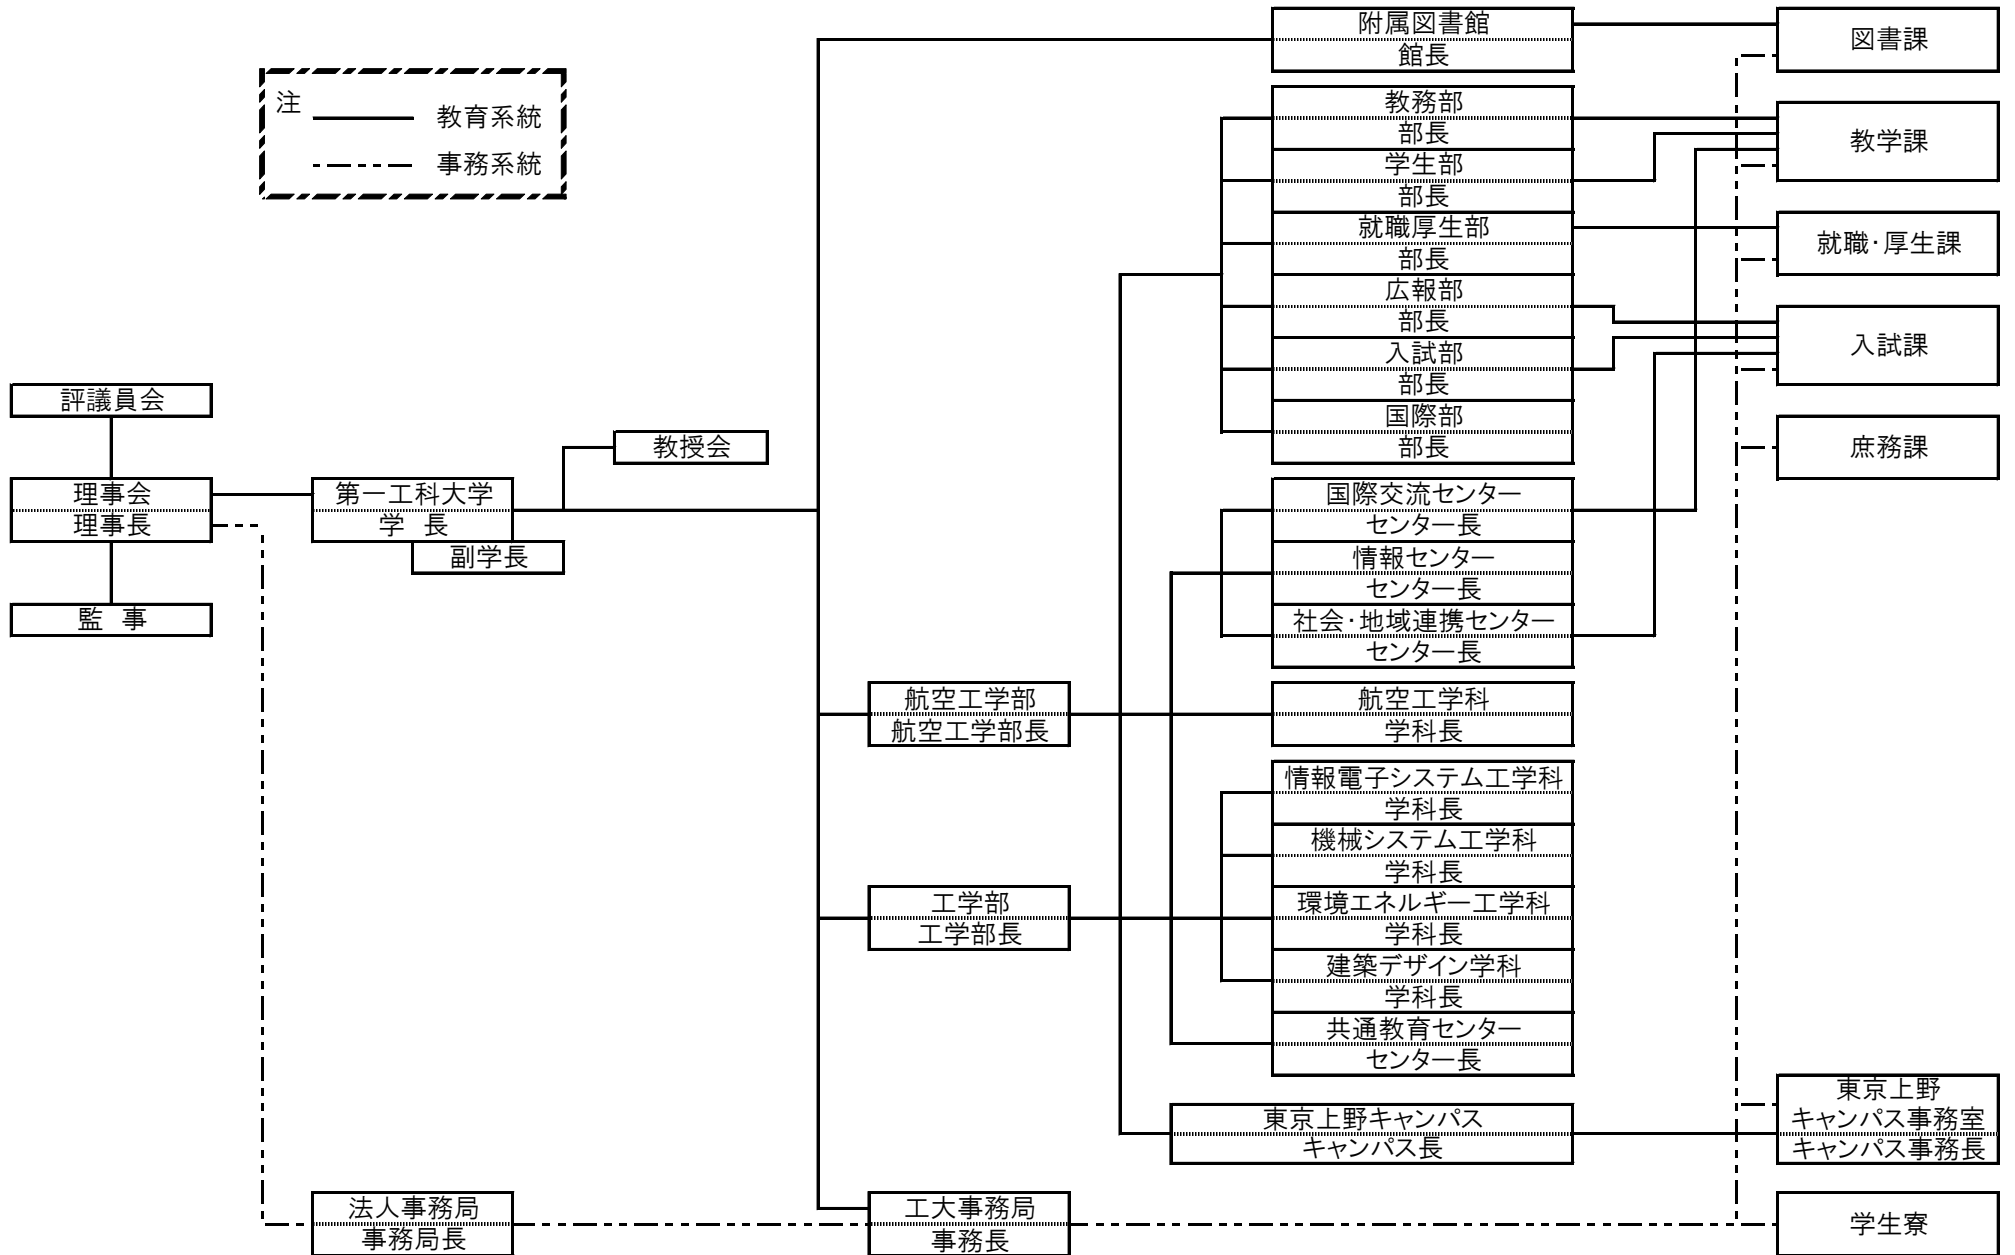 注
教育系統
事務系統
評議員会
理事会
理事長
監 事
第一工科大学
学 長
副学長
教授会
法人事務局
事務局長
航空工学部
航空工学部長
工学部
工学部長
工大事務局
事務長
附属図書館
館長
教務部
部長
学生部
部長
就職厚生部
部長
広報部
部長
入試部
部長
国際部
部長
国際交流センター
センター長
情報センター
センター長
社会・地域連携センター
センター長
航空工学科
学科長
情報電子システム工学科
学科長
機械システム工学科
学科長
環境エネルギー工学科
学科長
建築デザイン学科
学科長
共通教育センター
センター長
東京上野キャンパス
キャンパス長
図書課
教学課
就職・厚生課
入試課
庶務課
東京上野
キャンパス事務室
キャンパス事務長
学生寮